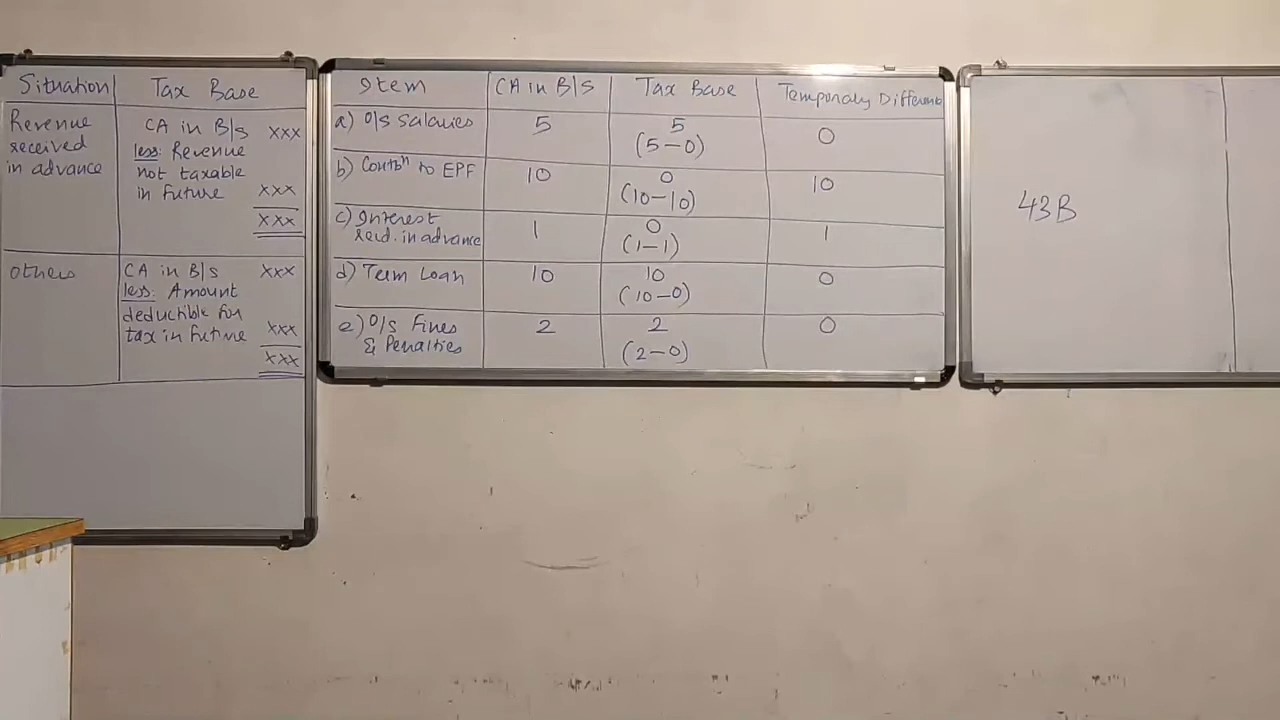 Situation
Tax Base
Revenue
received
in advance
CA in B/s xxx
less: Revenue
not taxable
in future xxx
xxx
others
CA in B/s xxx
less: Amount
deductible for
tax in future xxx
xxx
Item
CA in B/s
Tax Base
Temporary Differenc
a) O/s Salaries
5
5
(5-0)
0
b) Contbⁿ to EPF
10
0
(10-10)
10
c) Interest
recd. in advance
1
0
(1-1)
1
d) Term Loan
10
10
(10-0)
0
e) O/s Fines
& Penalties
2
2
(2-0)
0
43B